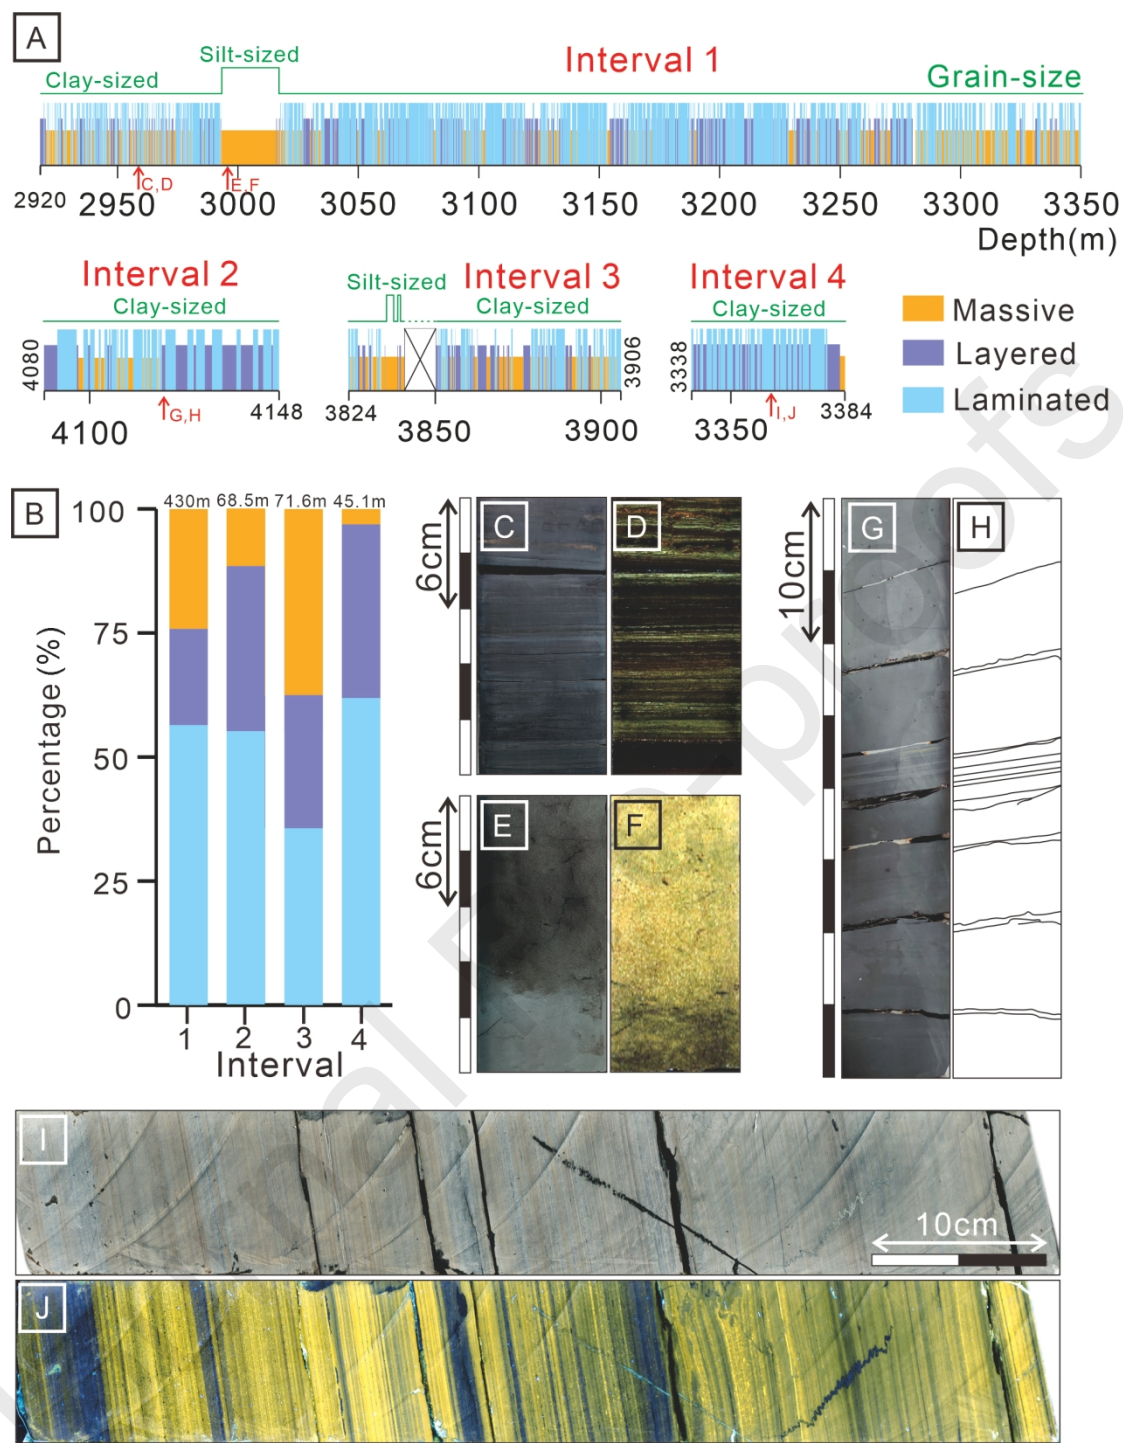 A
Silt-sized
Interval 1
Clay-sized
Grain-size
C,D
E,F
2920 2950 3000 3050 3100 3150 3200 3250 3300 3350
Depth(m)
Interval 2
Interval 3
Interval 4
Silt-sized
Clay-sized
Clay-sized
Clay-sized
Massive
Layered
Laminated
4080
G,H
4148
4100
3824
3906
3850
3900
3338
I,J
3384
3350
B
430m 68.5m 71.6m 45.1m
100
75
50
25
0
Percentage (%)
1 2 3 4
Interval
C
D
6cm
E
F
6cm
G
H
10cm
I
10cm
J
Journal Pre-proofs